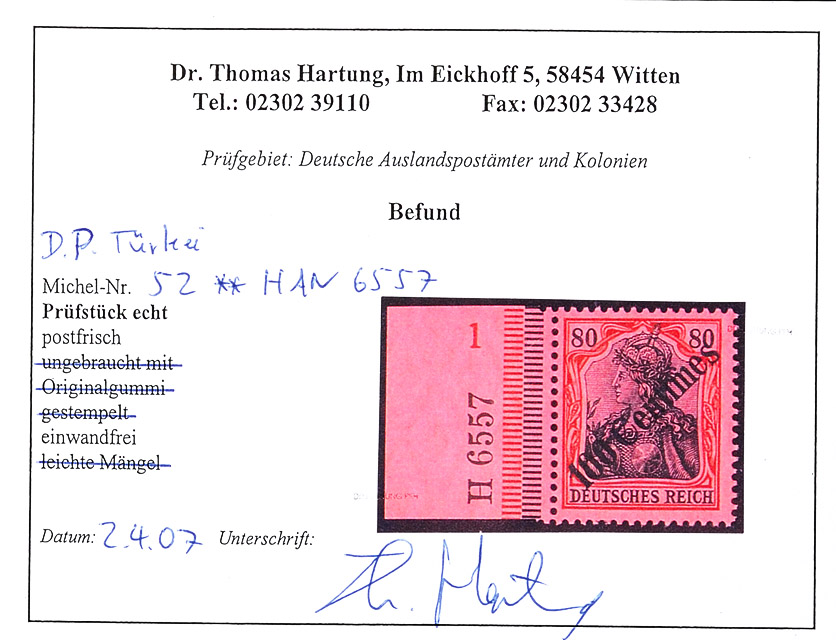 Dr. Thomas Hartung, Im Eickhoff 5, 58454 Witten
Tel.: 02302 39110 Fax: 02302 33428
Prüfgebiet: Deutsche Auslandspostämter und Kolonien
Befund
D.P. Türkei
Michel-Nr. 52 ** HAN 6557
Prüfstück echt
postfrisch
ungebraucht mit
Originalgummi
gestempelt
einwandfrei
leichte Mängel
1
H 6557
80 80
100 Centimes
DEUTSCHES REICH
Datum: 2.4.07 Unterschrift:
Th. Hartung